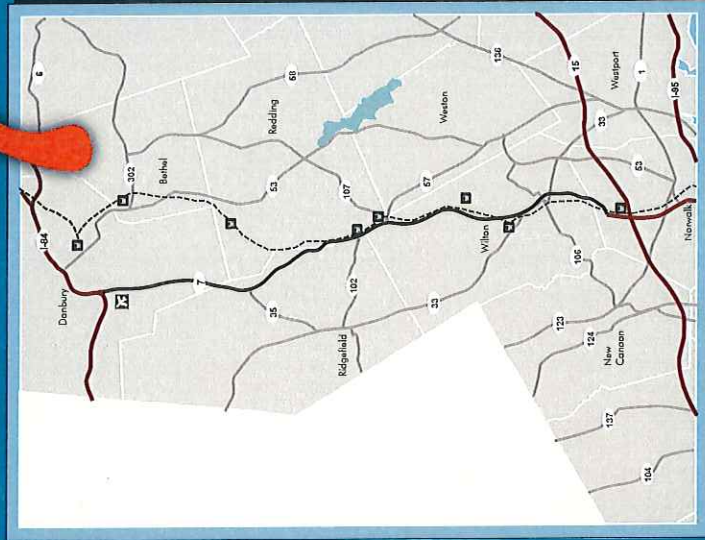 6
I-84
Danbury
302
Bethel
58
Redding
7
53
107
35
102
Ridgefield
Weston
57
136
33
Wilton
15
106
Westport
33
1
I-95
53
123
124
New
Canaan
Norwalk
137
104